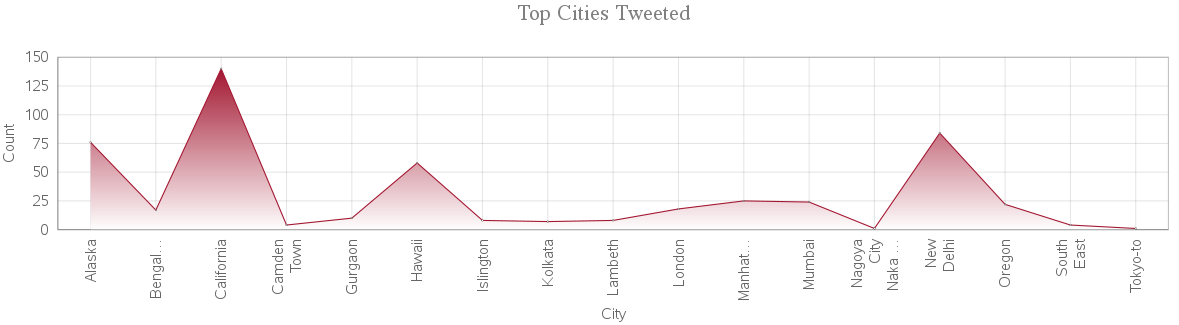 Top Cities Tweeted
Count
150
125
100
75
50
25
0
Alaska
Bengal...
California
Camden
Town
Gurgaon
Hawaii
Islington
Kolkata
Lambeth
London
Manhat...
Mumbai
Nagoya
City
Naka ...
New
Delhi
Oregon
South
East
Tokyo-to
City